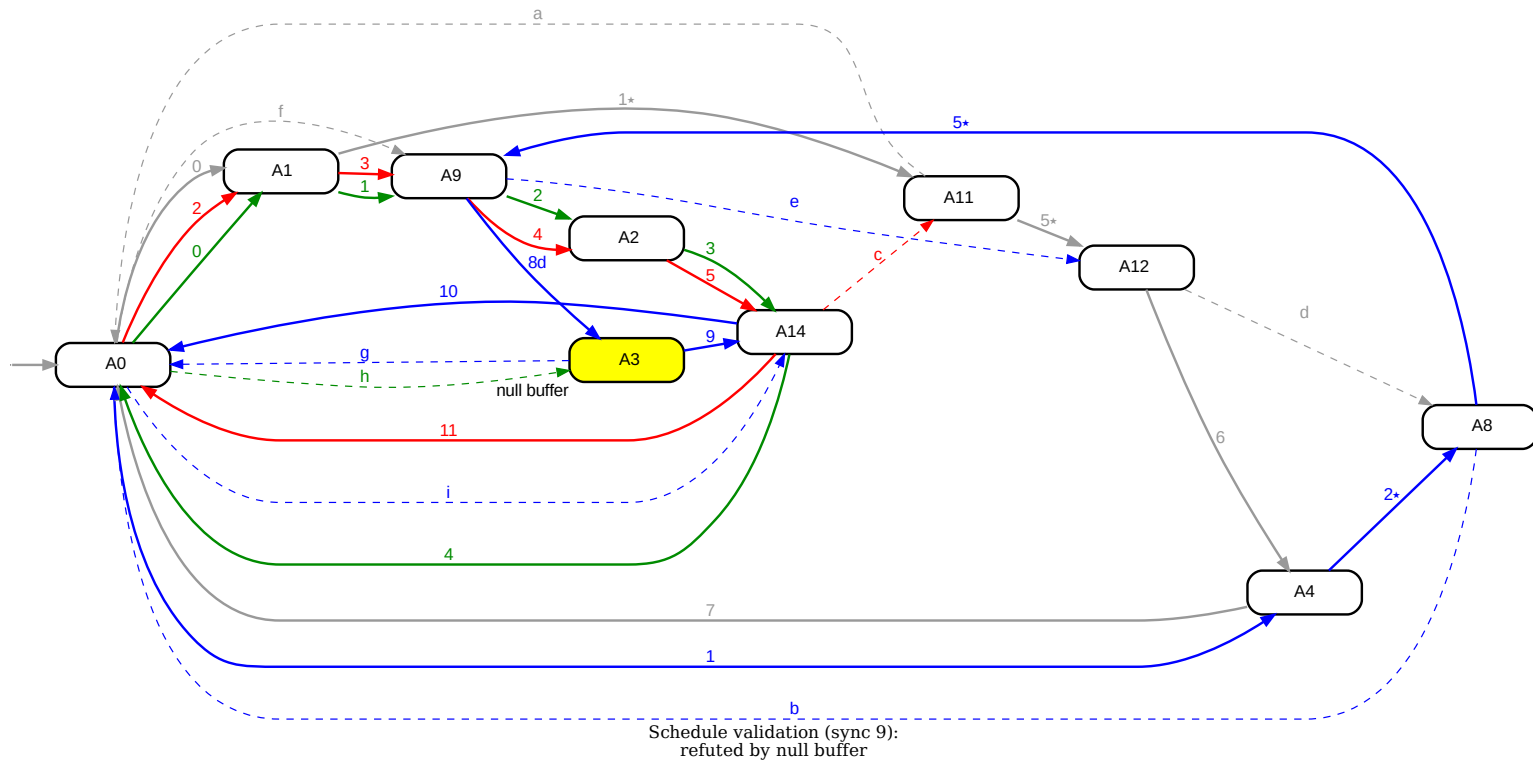 a
f
1★
5★
0
A1
3
1
A9
2
A11
2
e
5★
0
A2
4
3
8d
c
A12
5
10
d
A14
A0
g
A3
9
h
null buffer
11
A8
6
i
2★
4
A4
7
1
b
Schedule validation (sync 9):
refuted by null buffer